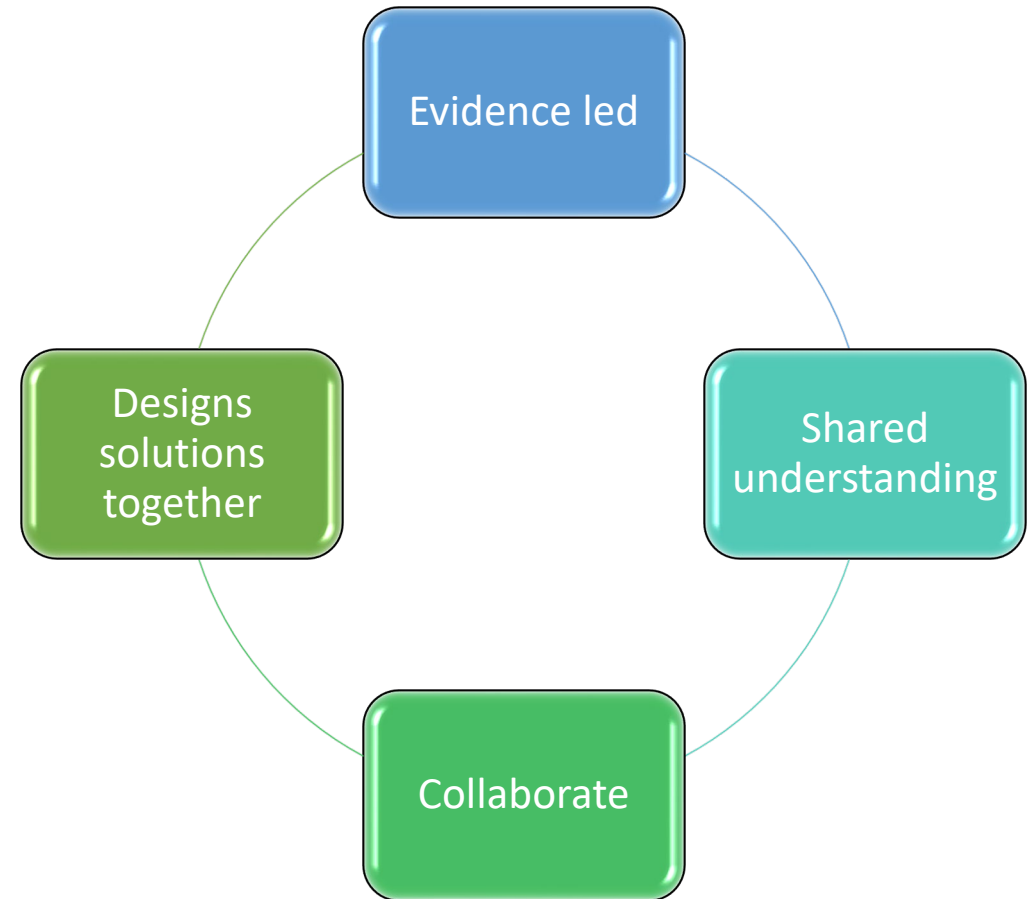 Evidence led
Shared
understanding
Collaborate
Designs
solutions
together